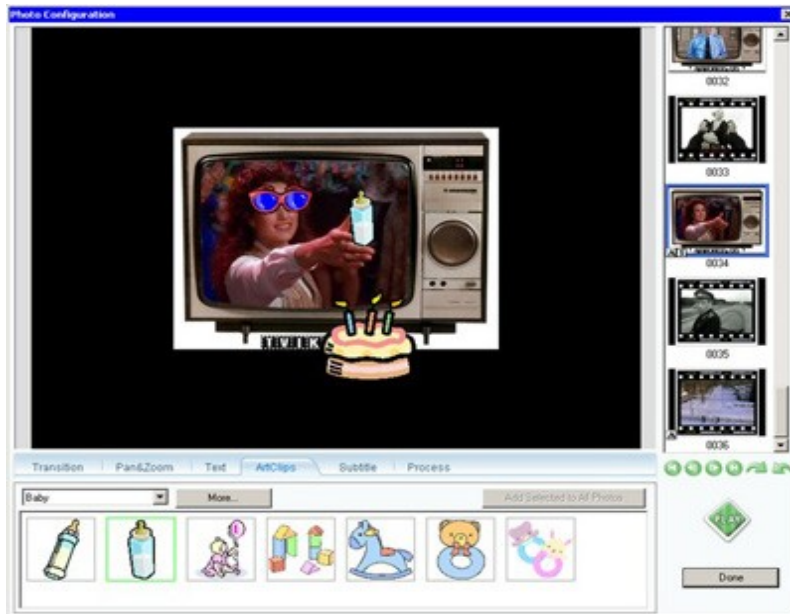 Photo Configuration
0032
0033
0034
0035
0036
Transition
Pan&Zoom
Text
ArtClips
Subtitle
Process
Baby
More...
Add Selected to All Photos
PLAY
Done